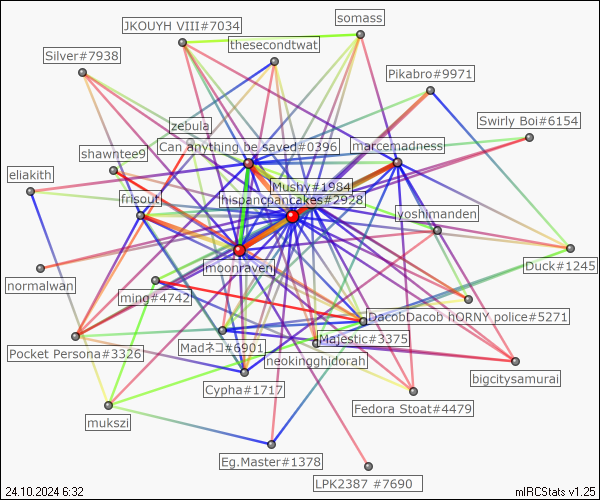 somass
JKOUYH VIII#7034
thesecondtwat
Silver#7938
Pikabro#9971
Swirly Boi#6154
zebula
Can anything be saved#0396
marcemadness
shawntee9
eliakith
Mushy#1984
frisout
hispancpancakes#2928
yoshimanden
moonraven
Duck#1245
normalwan
ming#4742
DacobDacob hORNY police#5271
Majestic#3375
Madネコ#6901
Pocket Persona#3326
neokingghidorah
bigcitysamurai
Cypha#1717
Fedora Stoat#4479
mukszi
Eg.Master#1378
LPK2387 #7690
24.10.2024 6:32
mIRCStats v1.25